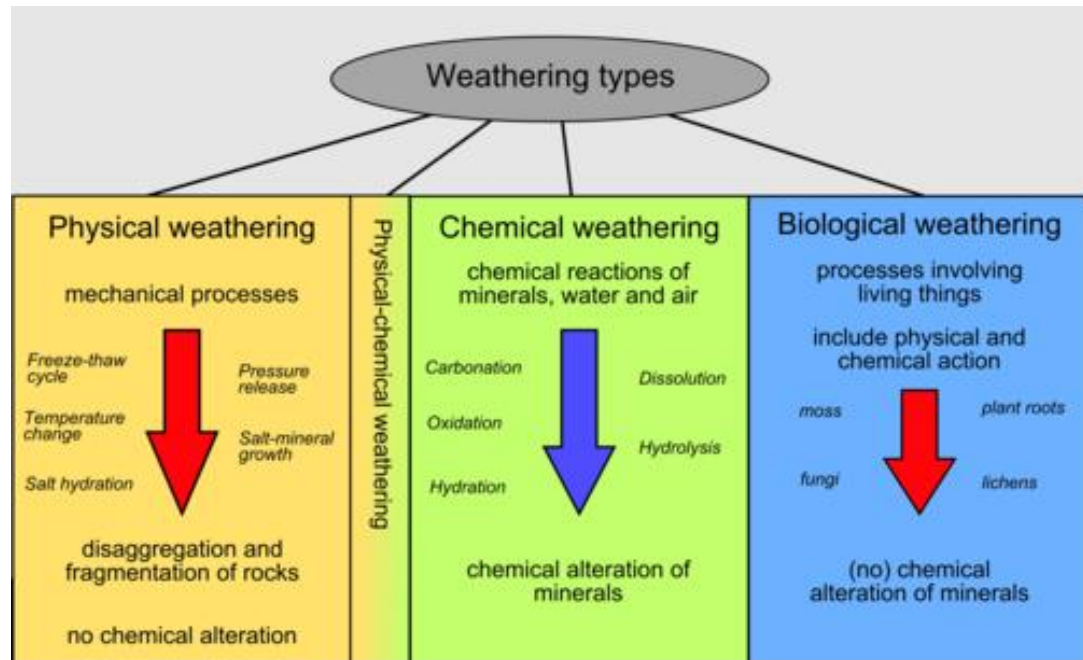 Weathering types
Physical weathering
mechanical processes
Freeze-thaw
cycle
Pressure
release
Temperature
change
Salt-mineral
growth
Salt hydration
disaggregation and
fragmentation of rocks
no chemical alteration
Physical-chemical weathering
Chemical weathering
chemical reactions of
minerals, water and air
Carbonation
Dissolution
Oxidation
Hydrolysis
Hydration
chemical alteration of
minerals
Biological weathering
processes involving
living things
include physical and
chemical action
moss
plant roots
fungi
lichens
(no) chemical
alteration of minerals